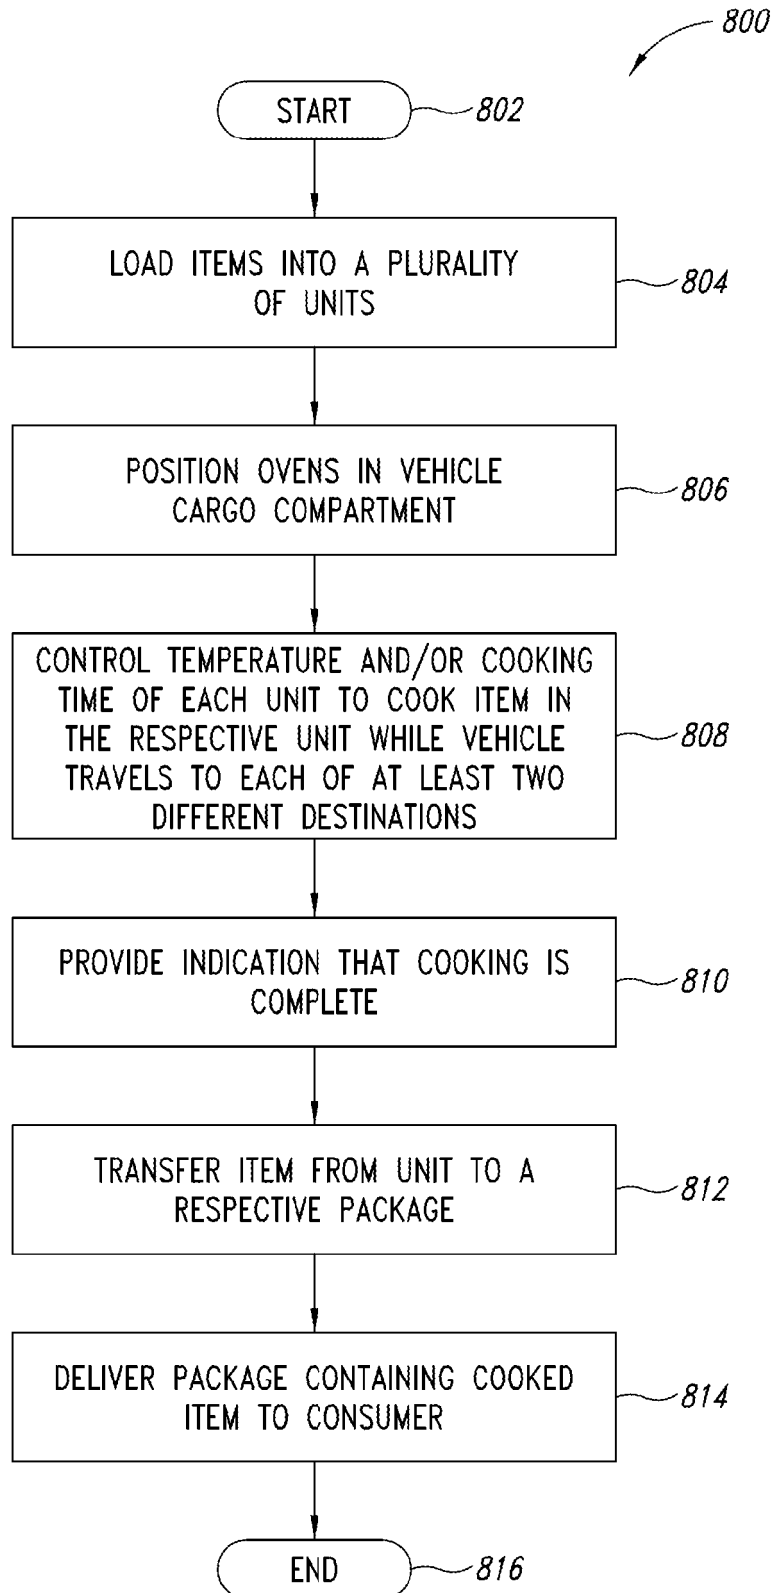 800
START
802
LOAD ITEMS INTO A PLURALITY
OF UNITS
804
POSITION OVENS IN VEHICLE
CARGO COMPARTMENT
806
CONTROL TEMPERATURE AND/OR COOKING
TIME OF EACH UNIT TO COOK ITEM IN
THE RESPECTIVE UNIT WHILE VEHICLE
TRAVELS TO EACH OF AT LEAST TWO
DIFFERENT DESTINATIONS
808
PROVIDE INDICATION THAT COOKING IS
COMPLETE
810
TRANSFER ITEM FROM UNIT TO A
RESPECTIVE PACKAGE
812
DELIVER PACKAGE CONTAINING COOKED
ITEM TO CONSUMER
814
END
816